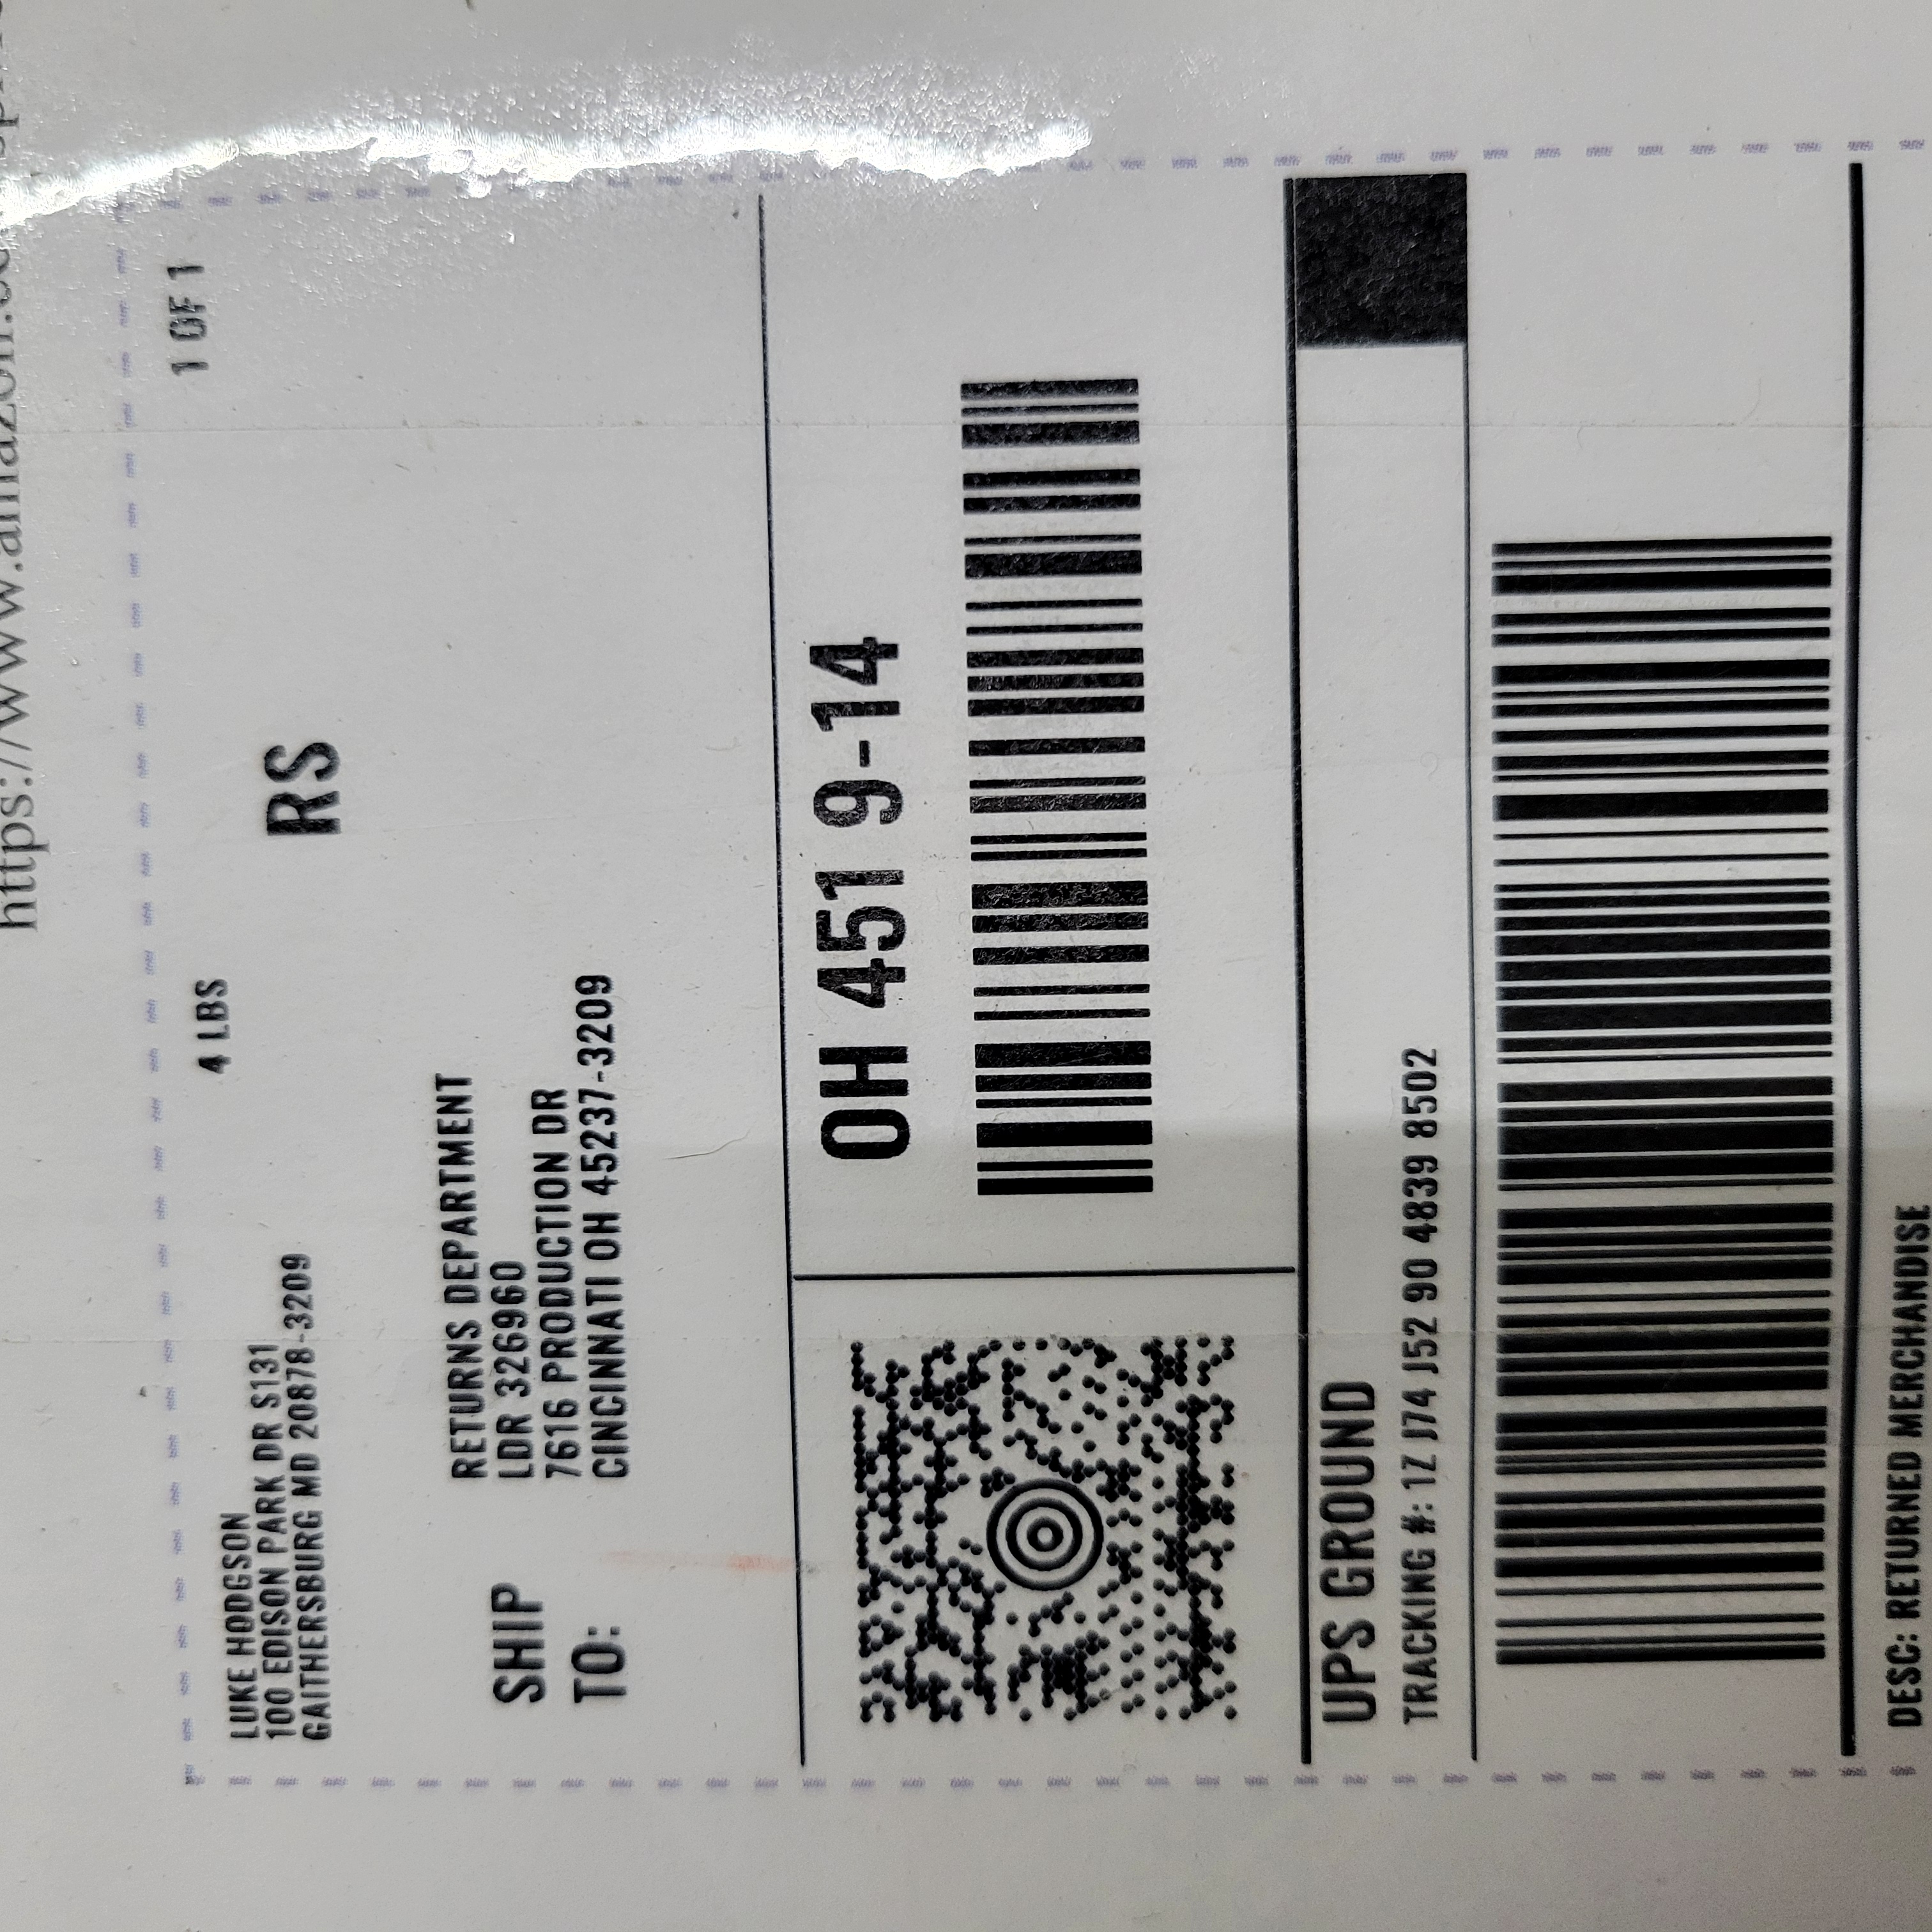 https://www.amazon.co
1 OF 1
4 LBS
LUKE HODGSON
100 EDISON PARK DR S131
GAITHERSBURG MD 20878-3209
RS
SHIP
TO:
RETURNS DEPARTMENT
LDR 326960
7616 PRODUCTION DR
CINCINNATI OH 45237-3209
OH 451 9-14
UPS GROUND
TRACKING #: 1Z J74 J52 90 4839 8502
DESC: RETURNED MERCHANDISE